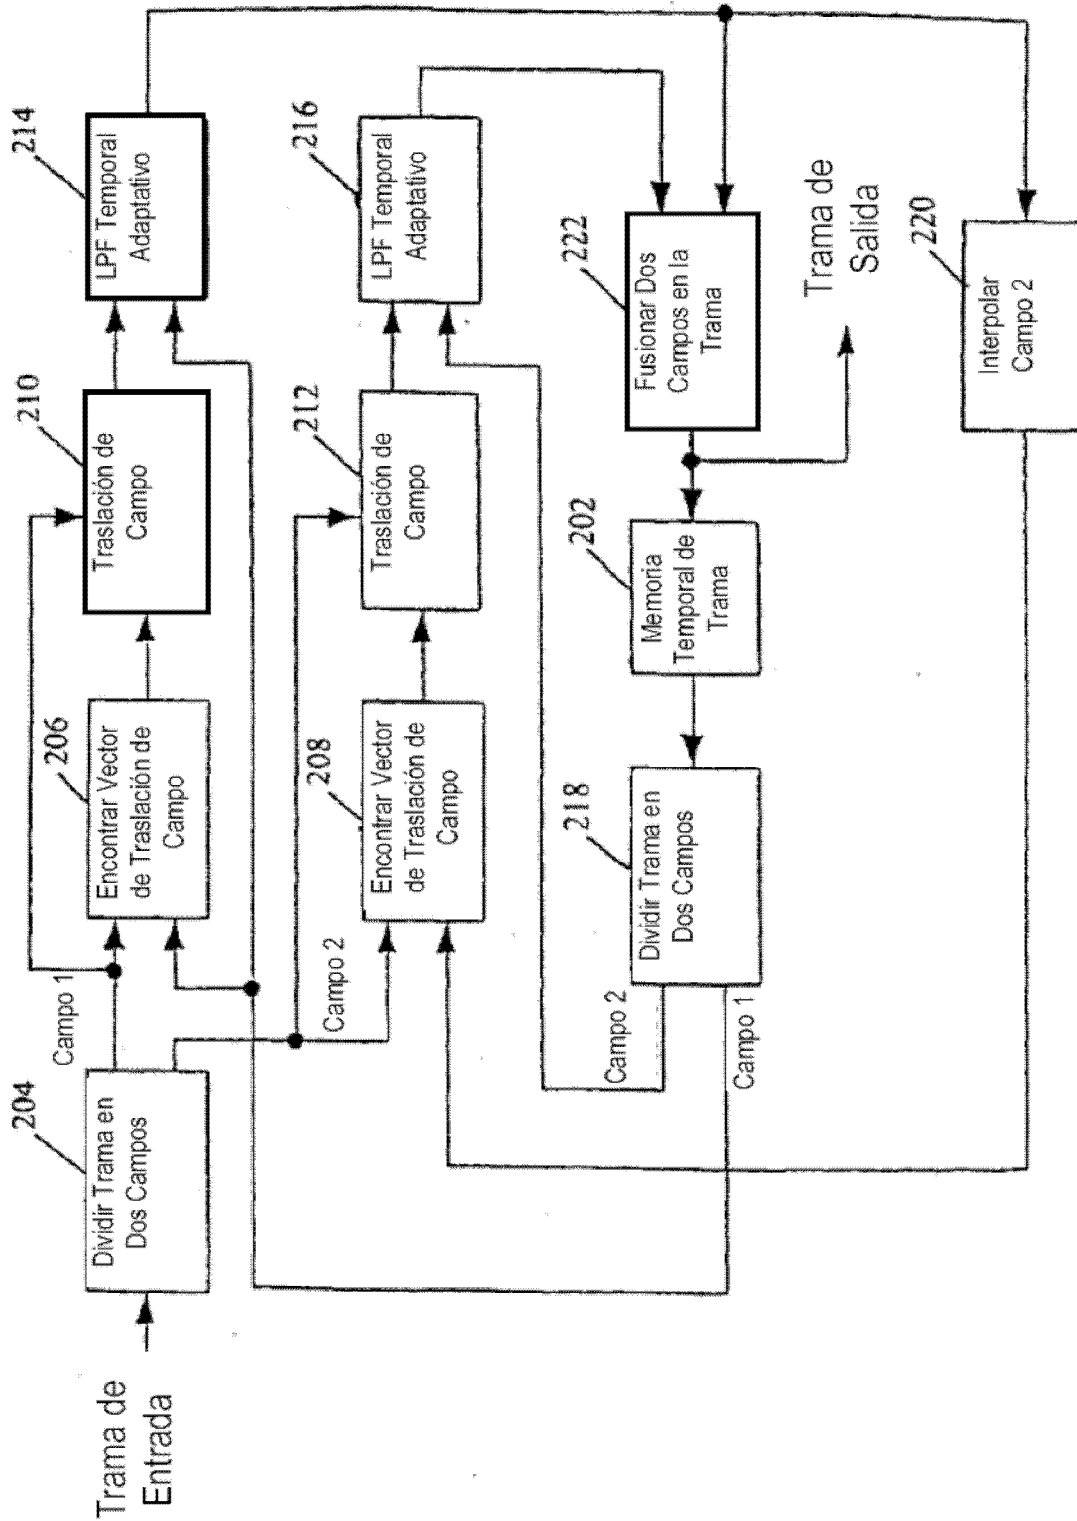 Trama de
Entrada
204
Dividir Trama en
Dos Campos
Campo 1
206
Encontrar Vector
de Traslación de
Campo
210
Traslación de
Campo
214
LPF Temporal
Adaptativo
Campo 2
208
Encontrar Vector
de Traslación de
Campo
212
Traslación de
Campo
216
LPF Temporal
Adaptativo
218
Dividir Trama en
Dos Campos
Campo 2
Campo 1
202
Memoria
Temporal de
Trama
222
Fusionar Dos
Campos en la
Trama
Trama de
Salida
220
Interpolar
Campo 2